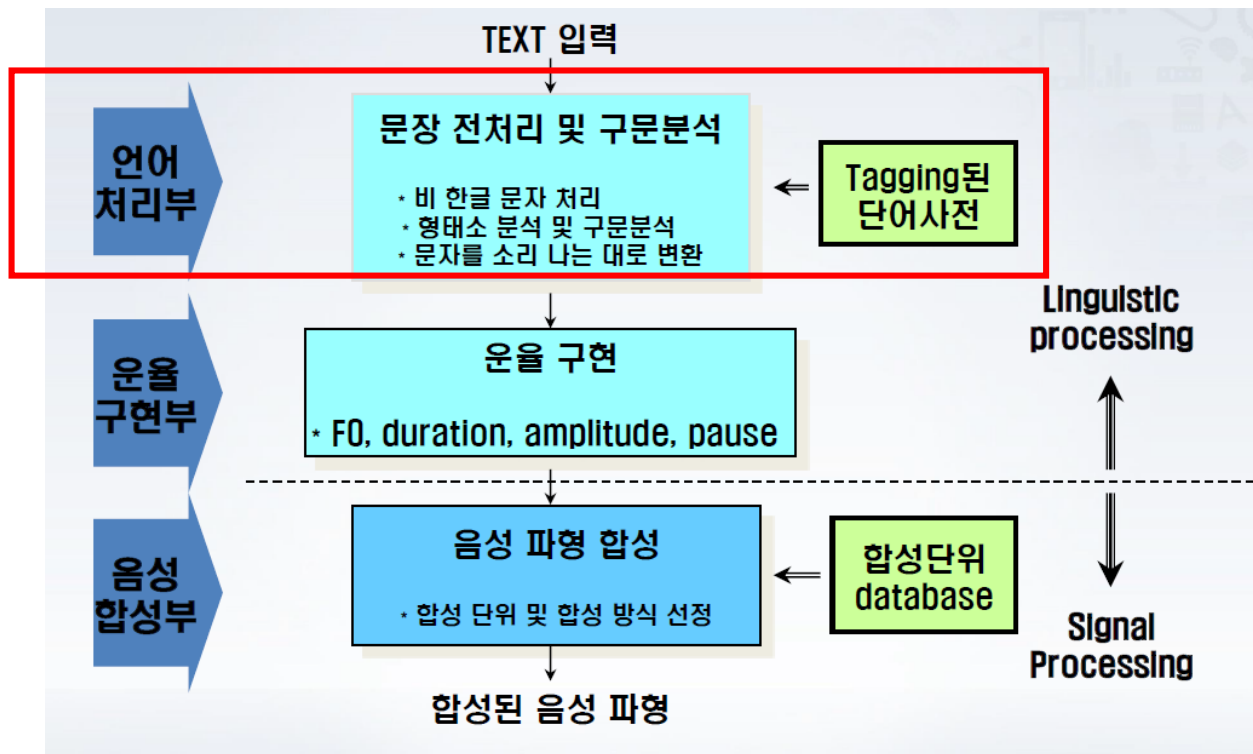 TEXT 입력
언어
처리부
문장 전처리 및 구문분석
* 비 한글 문자 처리
* 형태소 분석 및 구문분석
* 문자를 소리 나는 대로 변환
Tagging된
단어사전
Linguistic
processing
운율
구현부
운율 구현
* F0, duration, amplitude, pause
음성
합성부
음성 파형 합성
* 합성 단위 및 합성 방식 선정
합성단위
database
Signal
Processing
합성된 음성 파형